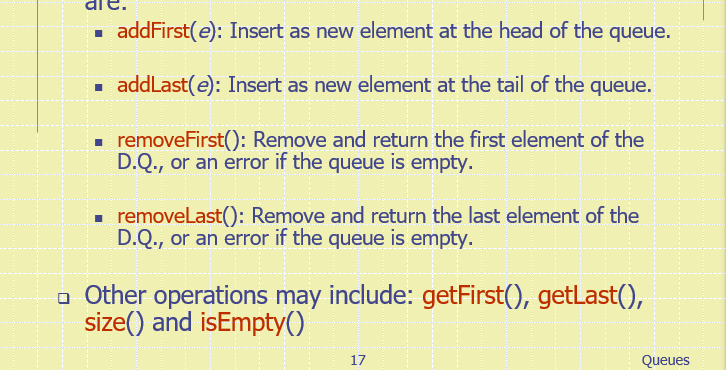 are:
▪ addFirst(e): Insert as new element at the head of the queue.
▪ addLast(e): Insert as new element at the tail of the queue.
▪ removeFirst(): Remove and return the first element of the
D.Q., or an error if the queue is empty.
▪ removeLast(): Remove and return the last element of the
D.Q., or an error if the queue is empty.
❑ Other operations may include: getFirst(), getLast(),
size() and isEmpty()
17
Queues